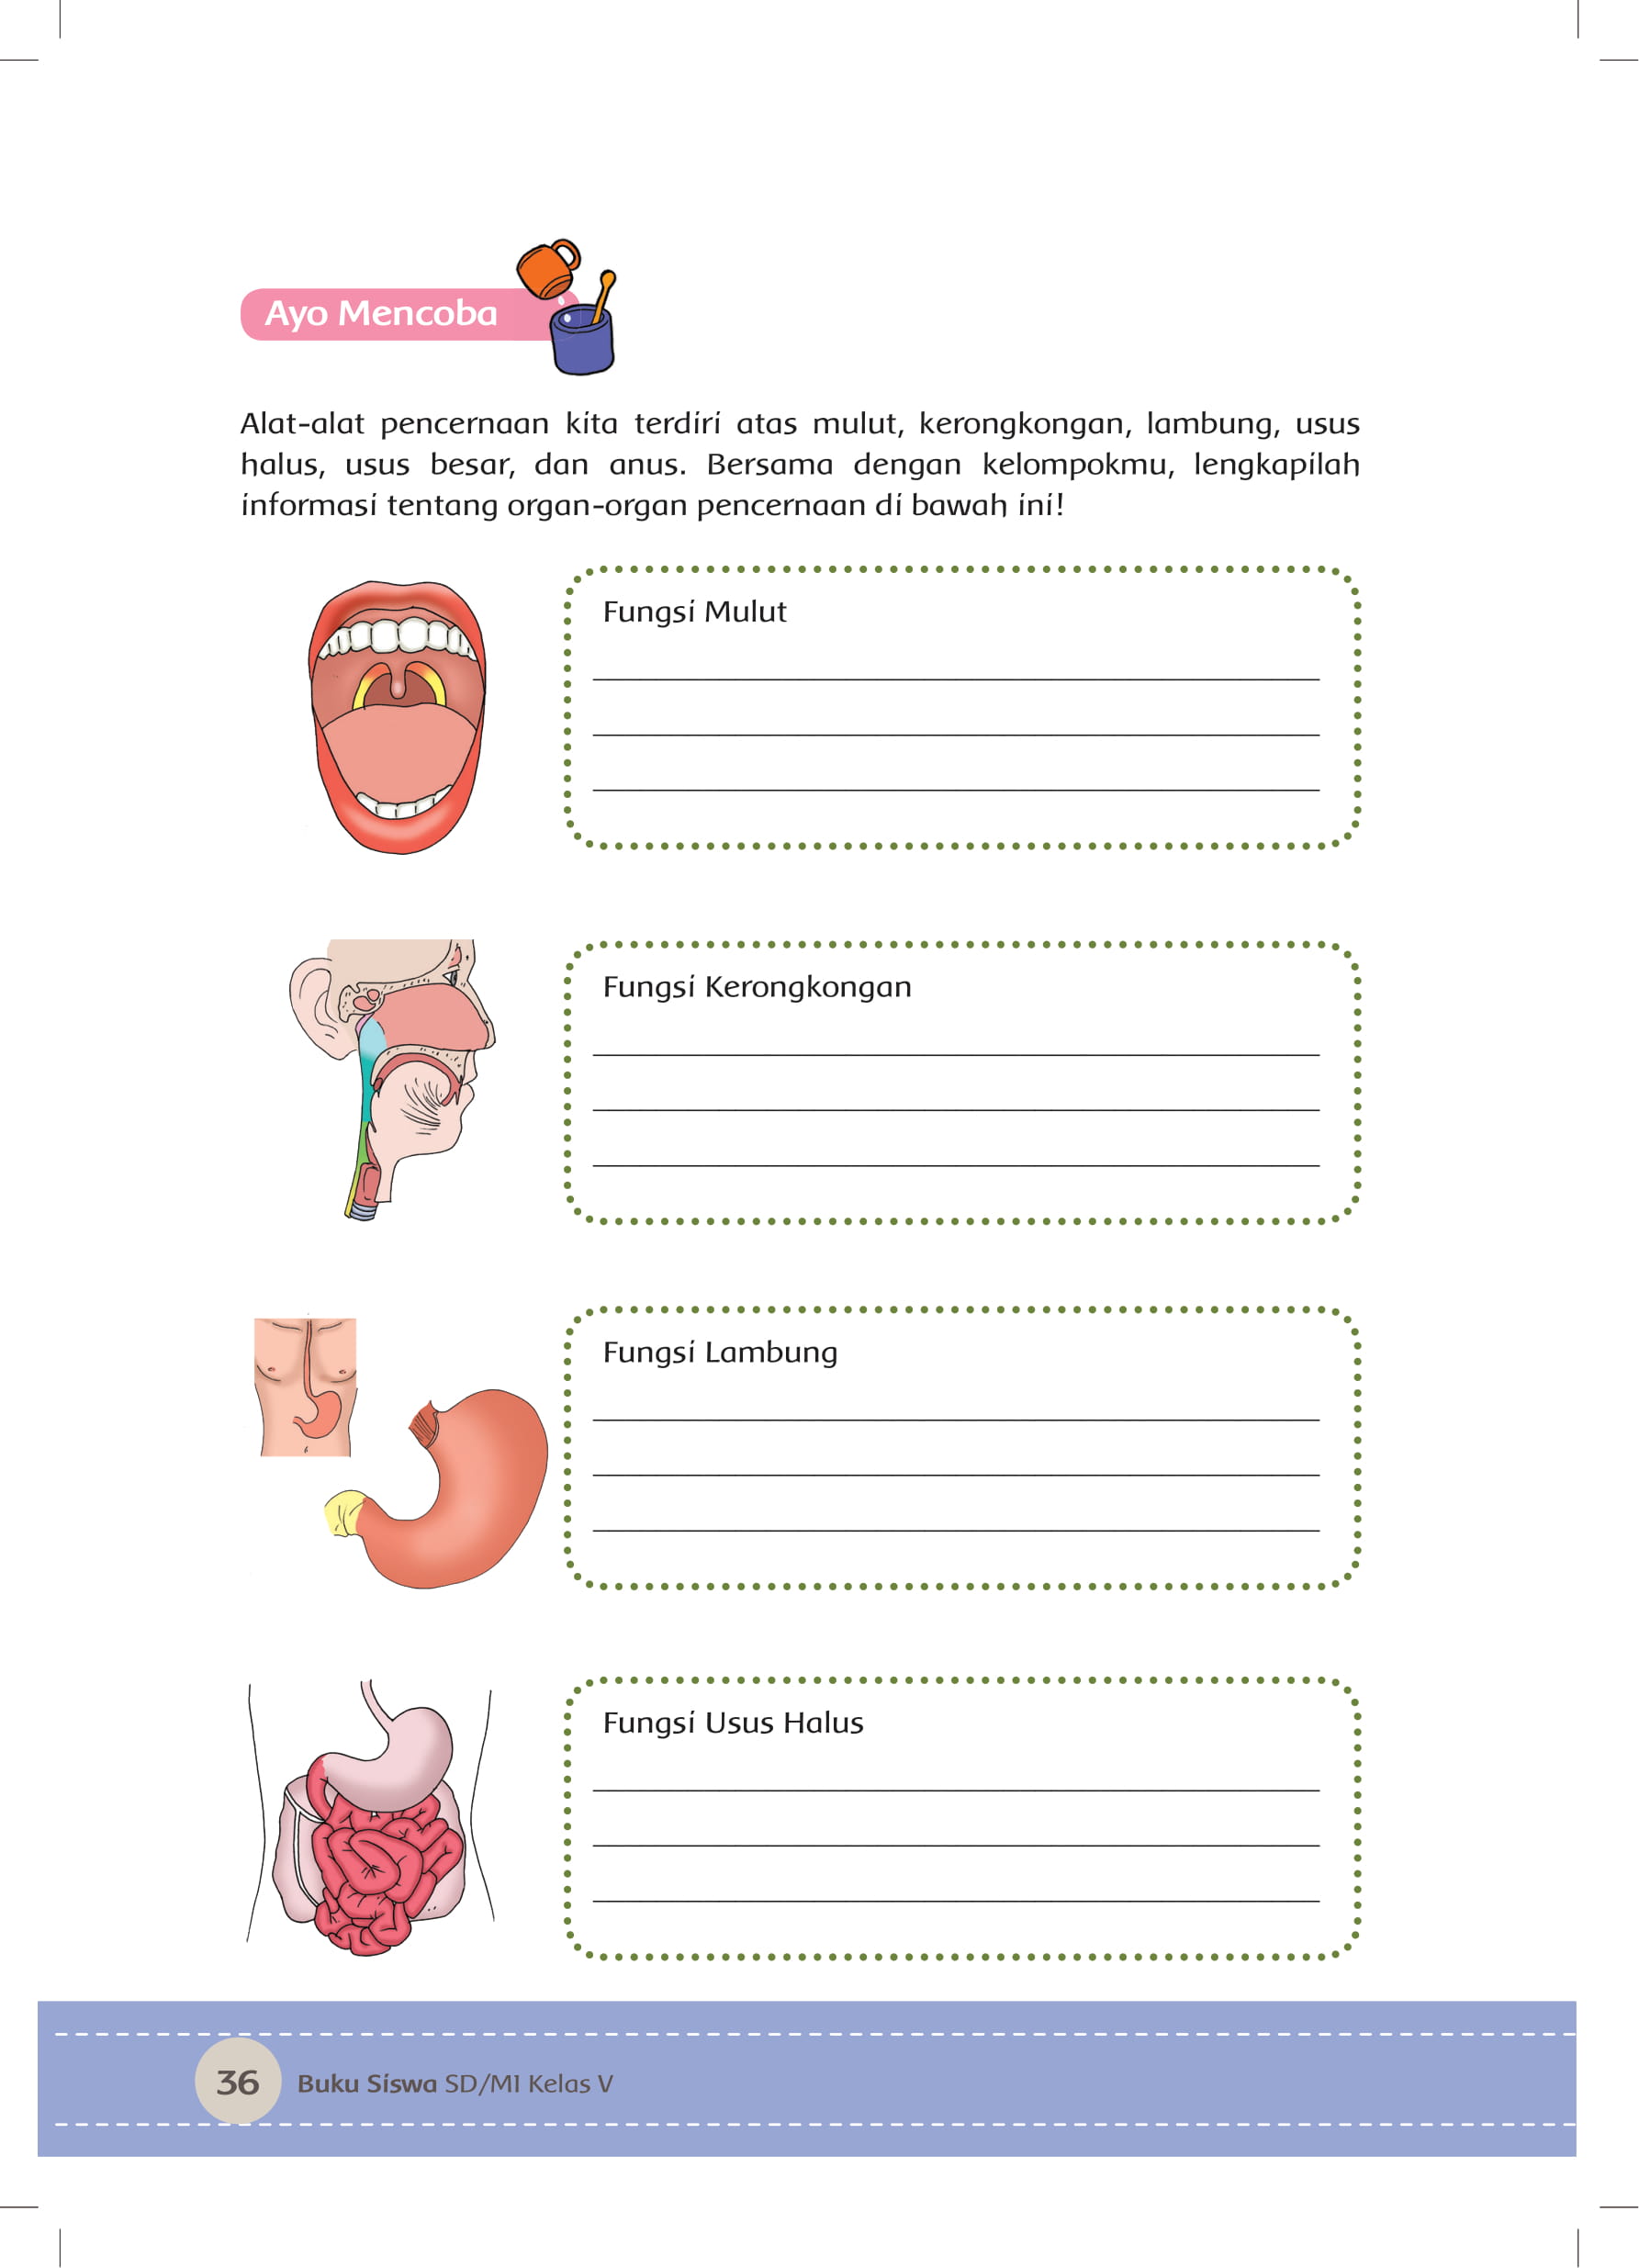 Ayo Mencoba
Alat-alat pencernaan kita terdiri atas mulut, kerongkongan, lambung, usus
halus, usus besar, dan anus. Bersama dengan kelompokmu, lengkapilah
informasi tentang organ-organ pencernaan di bawah ini!
Fungsi Mulut
Fungsi Kerongkongan
Fungsi Lambung
Fungsi Usus Halus
36 Buku Siswa SD/MI Kelas V